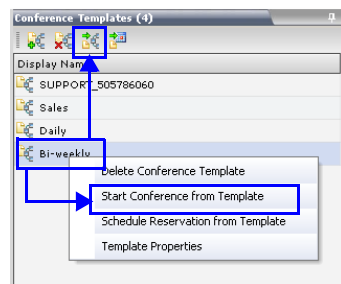 Conference Templates (4)
Display Name
SUPPORT_505786060
Sales
Daily
Bi-weekly
Delete Conference Template
Start Conference from Template
Schedule Reservation from Template
Template Properties